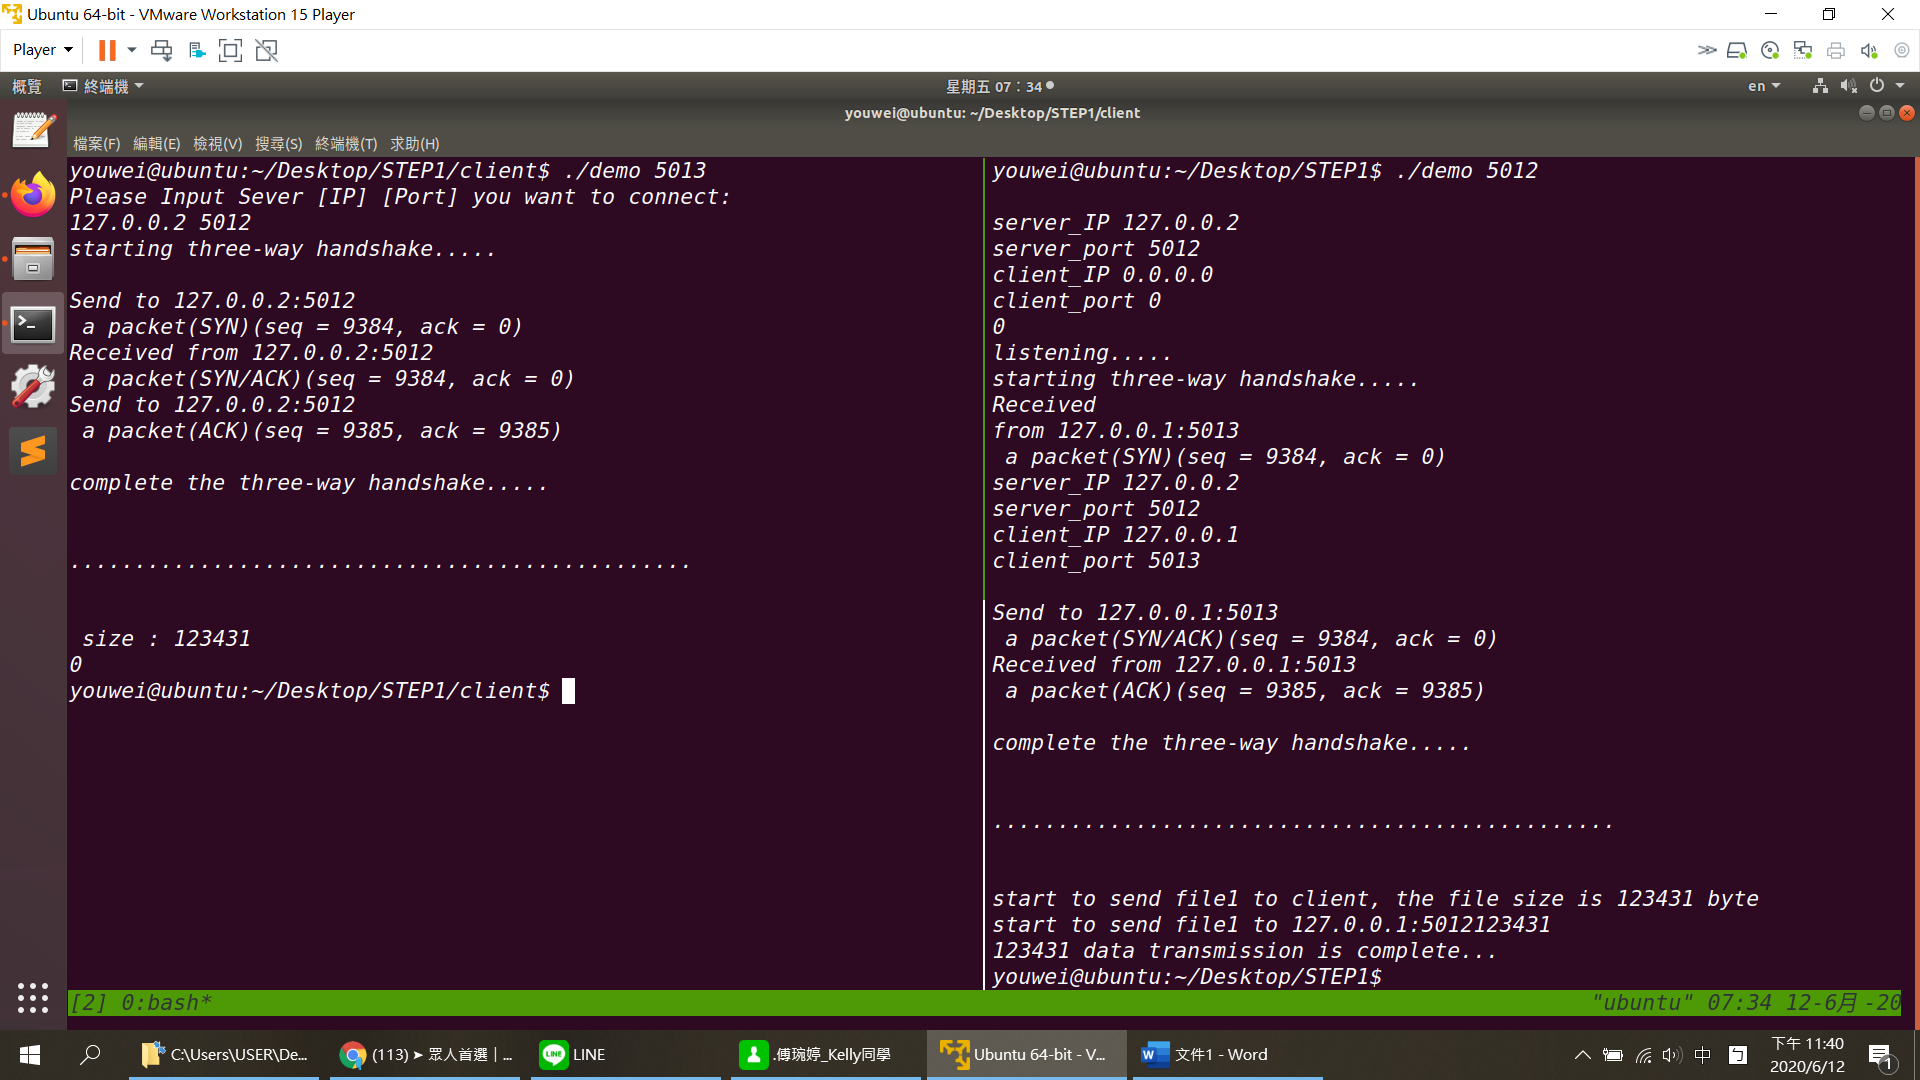 Ubuntu 64-bit - VMware Workstation 15 Player
Player
概覽 終端機 星期五 07：34 en
youwei@ubuntu: ~/Desktop/STEP1/client
檔案(F) 編輯(E) 檢視(V) 搜尋(S) 終端機(T) 求助(H)
youwei@ubuntu:~/Desktop/STEP1/client$ ./demo 5013
Please Input Sever [IP] [Port] you want to connect:
127.0.0.2 5012
starting three-way handshake.....
Send to 127.0.0.2:5012
a packet(SYN)(seq = 9384, ack = 0)
Received from 127.0.0.2:5012
a packet(SYN/ACK)(seq = 9384, ack = 0)
Send to 127.0.0.2:5012
a packet(ACK)(seq = 9385, ack = 9385)
complete the three-way handshake.....
................................................
size : 123431
0
youwei@ubuntu:~/Desktop/STEP1/client$
youwei@ubuntu:~/Desktop/STEP1$ ./demo 5012
server_IP 127.0.0.2
server_port 5012
client_IP 0.0.0.0
client_port 0
0
listening.....
starting three-way handshake.....
Received
from 127.0.0.1:5013
a packet(SYN)(seq = 9384, ack = 0)
server_IP 127.0.0.2
server_port 5012
client_IP 127.0.0.1
client_port 5013
Send to 127.0.0.1:5013
a packet(SYN/ACK)(seq = 9384, ack = 0)
Received from 127.0.0.1:5013
a packet(ACK)(seq = 9385, ack = 9385)
complete the three-way handshake.....
................................................
start to send file1 to client, the file size is 123431 byte
start to send file1 to 127.0.0.1:5012123431
123431 data transmission is complete...
youwei@ubuntu:~/Desktop/STEP1$
[2] 0:bash* "ubuntu" 07:34 12-6月 -20
C:\Users\USER\De... (113) ➤ 眾人首選 | ... LINE .傅琬婷_Kelly同學 Ubuntu 64-bit - V... 文件1 - Word 中 ㄅ 下午 11:40
2020/6/12 1